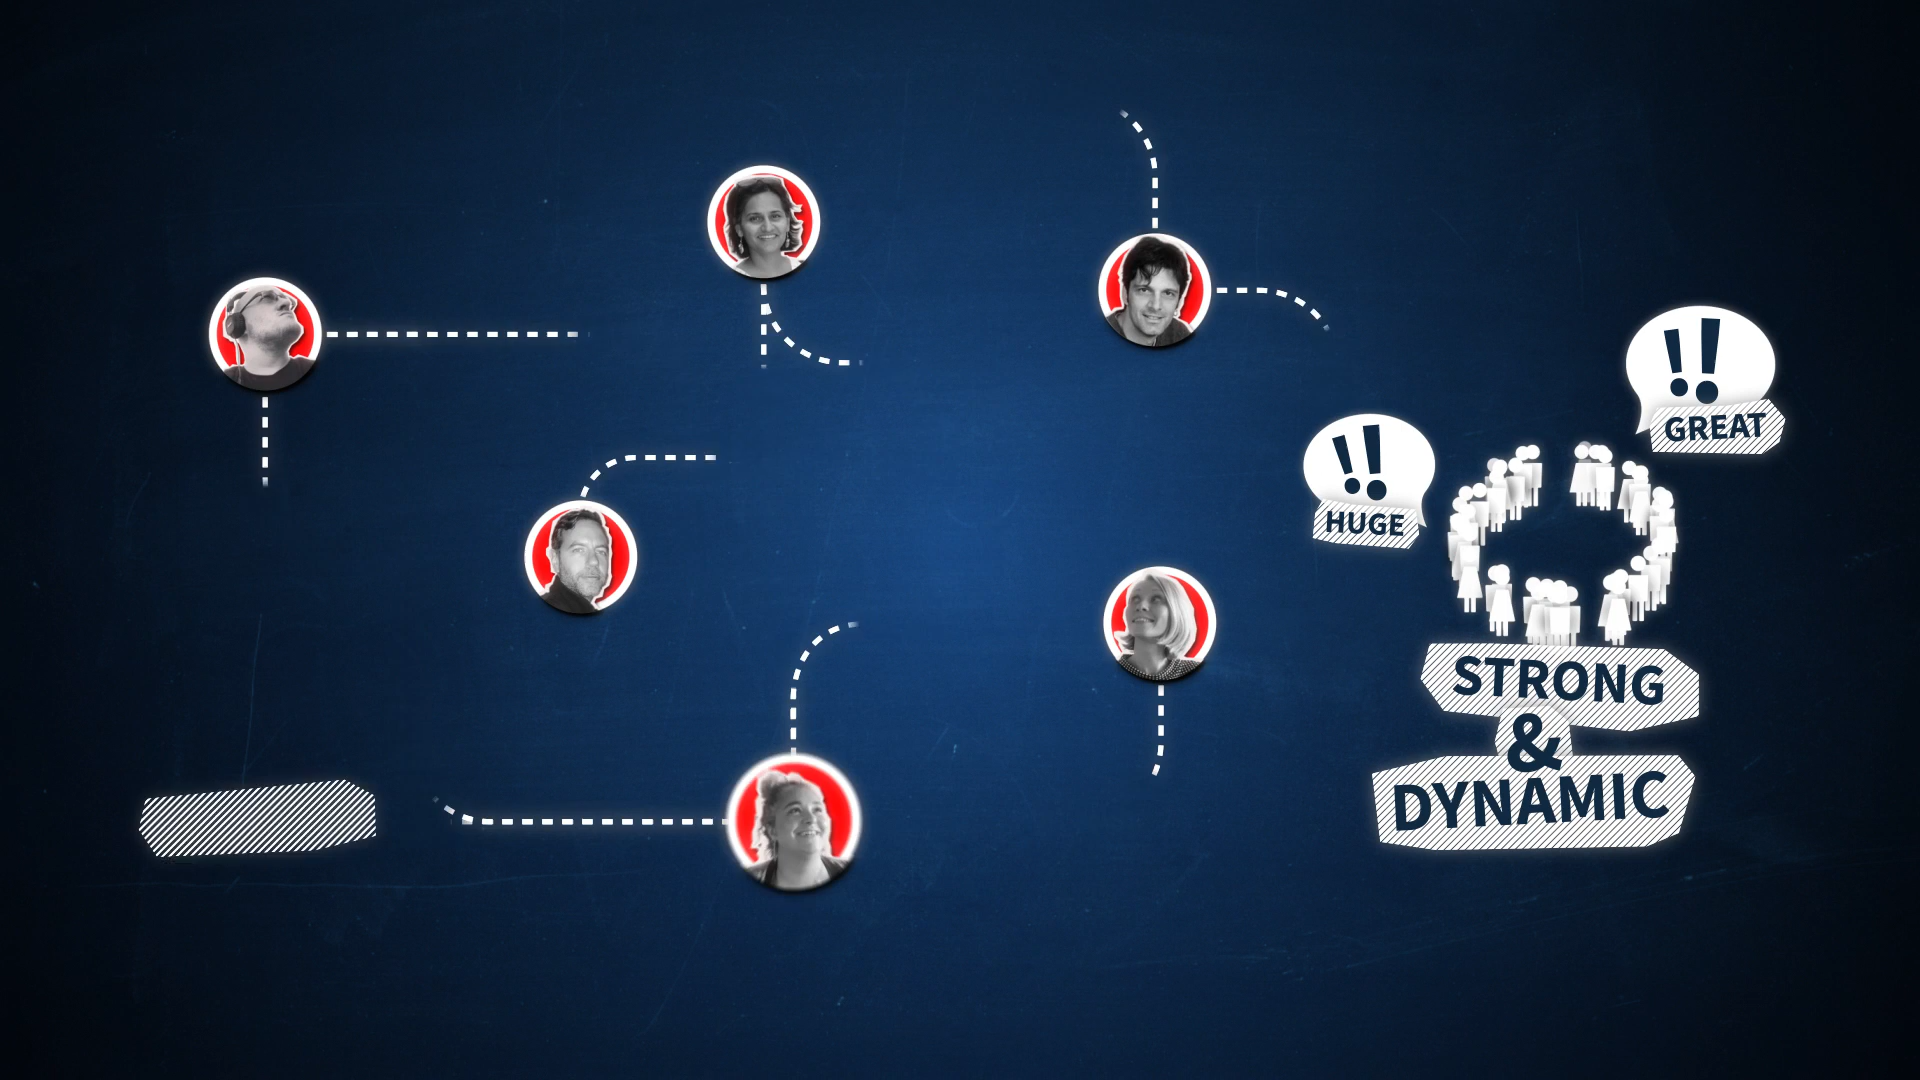 !!
GREAT
!!
HUGE
STRONG
&
DYNAMIC